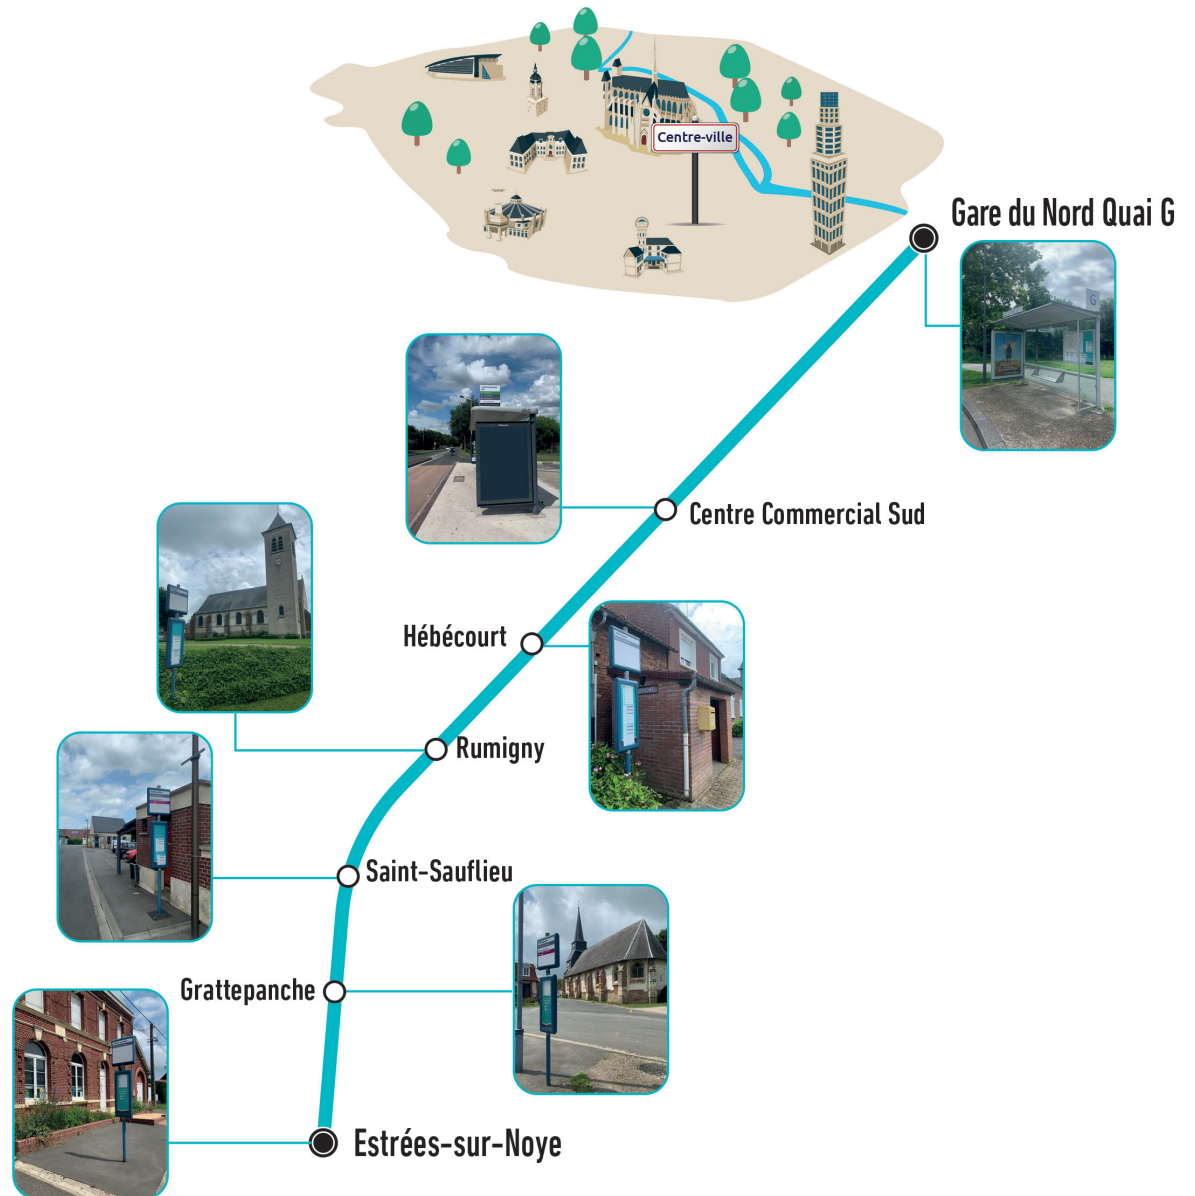 Centre-ville
Gare du Nord Quai G
G
Centre Commercial Sud
Hébécourt
Rumigny
Saint-Sauflieu
Grattepanche
Estrées-sur-Noye